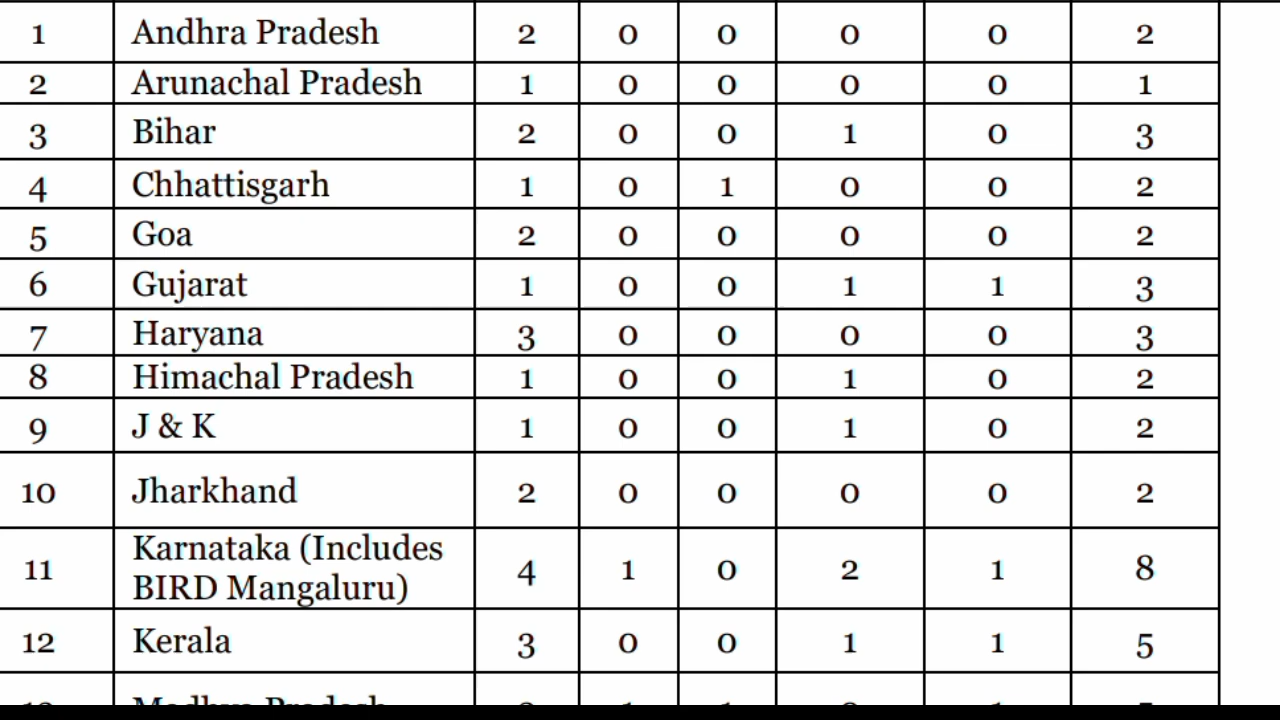 1 Andhra Pradesh 2 0 0 0 0 2
2 Arunachal Pradesh 1 0 0 0 0 1
3 Bihar 2 0 0 1 0 3
4 Chhattisgarh 1 0 1 0 0 2
5 Goa 2 0 0 0 0 2
6 Gujarat 1 0 0 1 1 3
7 Haryana 3 0 0 0 0 3
8 Himachal Pradesh 1 0 0 1 0 2
9 J & K 1 0 0 1 0 2
10 Jharkhand 2 0 0 0 0 2
11 Karnataka (Includes BIRD Mangaluru) 4 1 0 2 1 8
12 Kerala 3 0 0 1 1 5
Madhya Pradesh